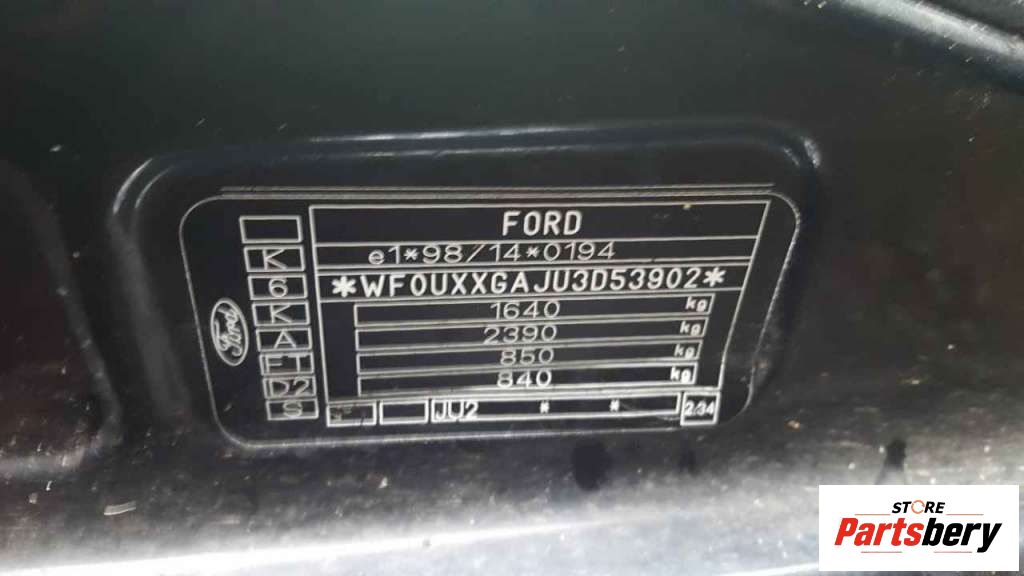 FORD
e1*98/14*0194
*WF0UXXGAJU3D53902*
1640 kg
2390 kg
850 kg
840 kg
JU2 * * 2.34
K
6
K
A
FT
D2
S
Ford
STORE
Partsbery